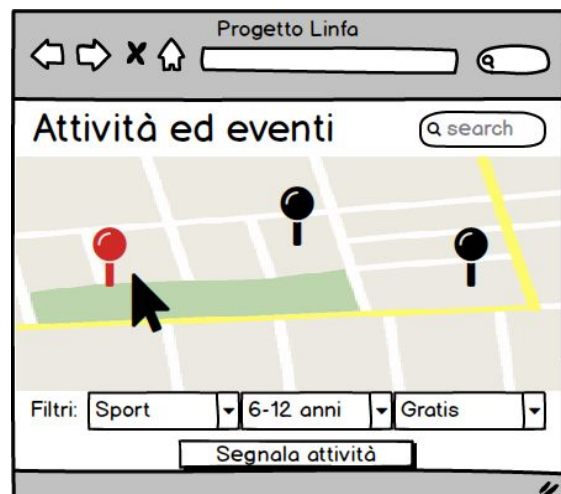 Progetto Linfa
Attività ed eventi
search
Filtri: Sport 6-12 anni Gratis
Segnala attività